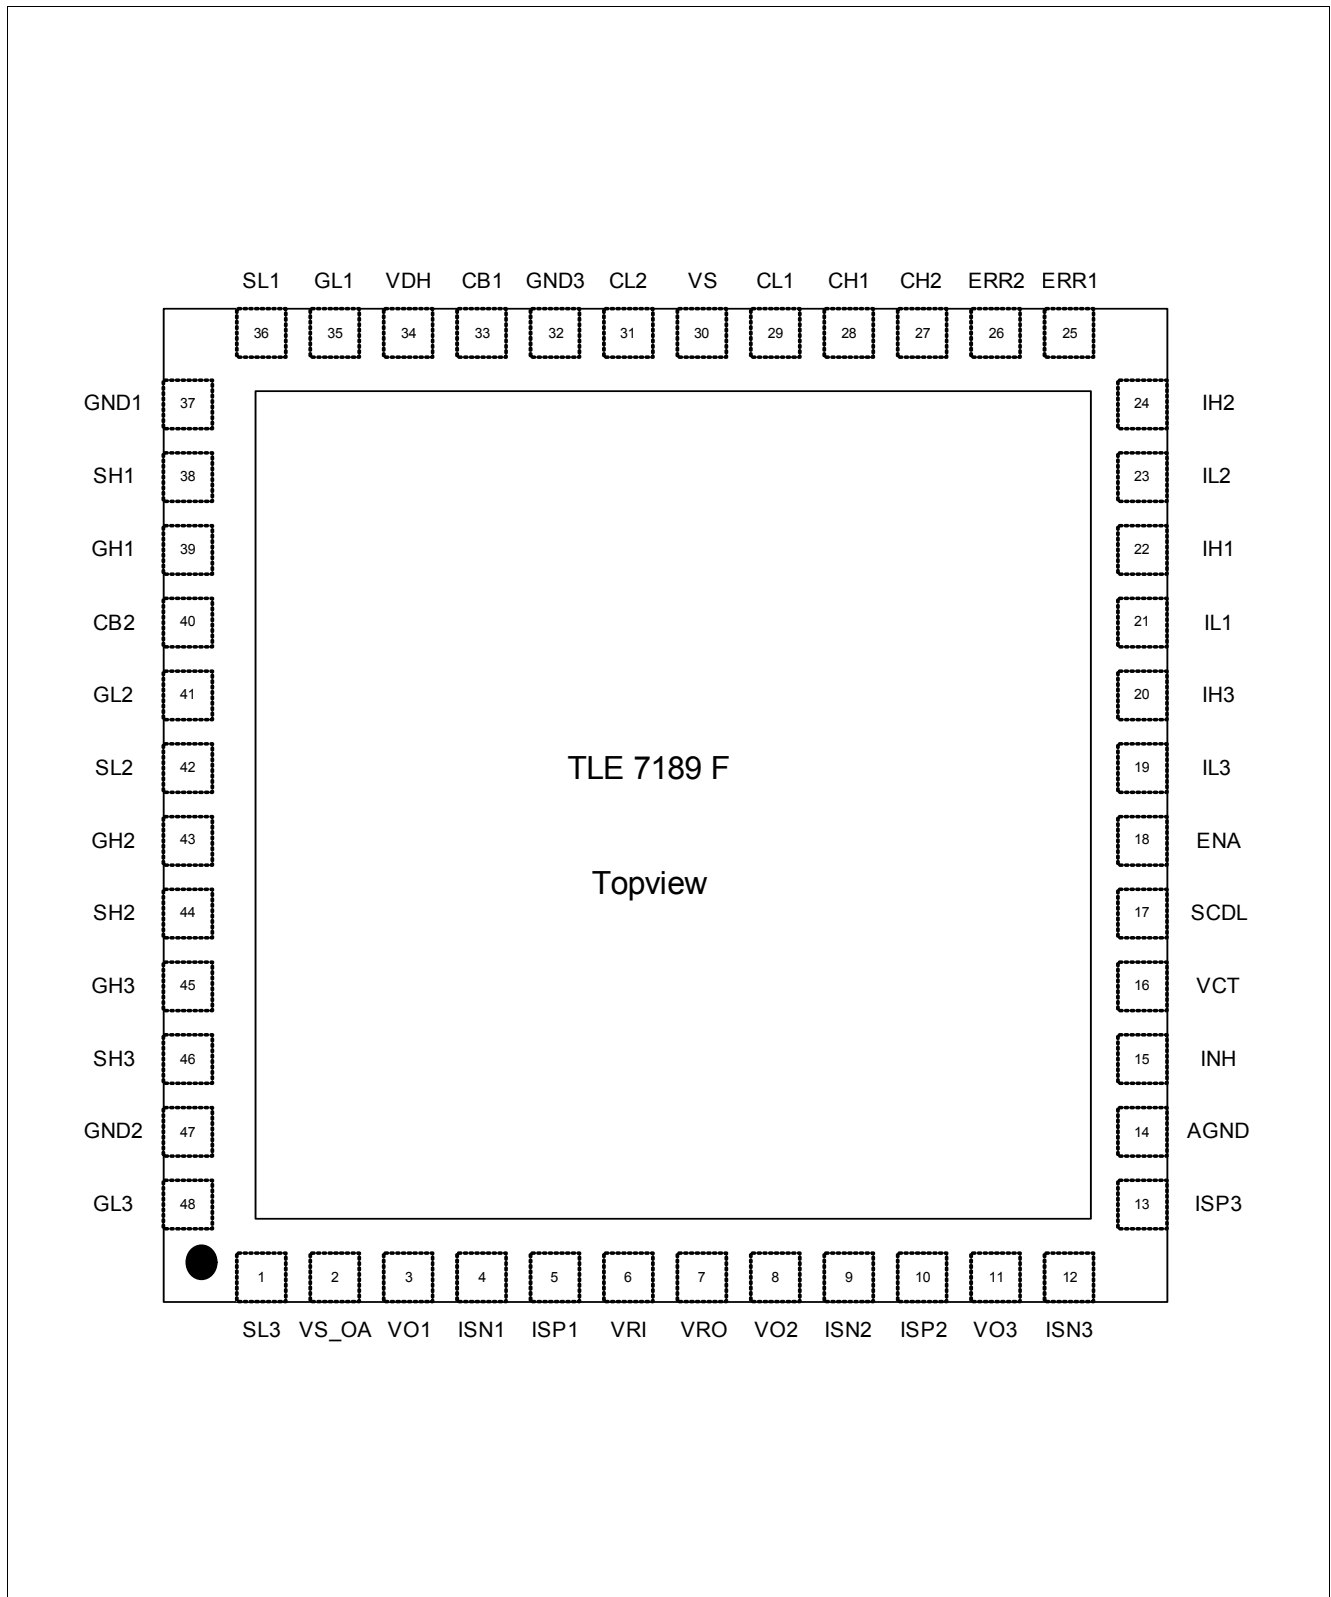 SL1 GL1 VDH CB1 GND3 CL2 VS CL1 CH1 CH2 ERR2 ERR1
36 35 34 33 32 31 30 29 28 27 26 25
GND1 37 24 IH2
SH1 38 23 IL2
GH1 39 22 IH1
CB2 40 21 IL1
GL2 41 20 IH3
SL2 42 TLE 7189 F 19 IL3
GH2 43 18 ENA
Topview
SH2 44 17 SCDL
GH3 45 16 VCT
SH3 46 15 INH
GND2 47 14 AGND
GL3 48 13 ISP3
1 2 3 4 5 6 7 8 9 10 11 12
SL3 VS_OA VO1 ISN1 ISP1 VRI VRO VO2 ISN2 ISP2 VO3 ISN3